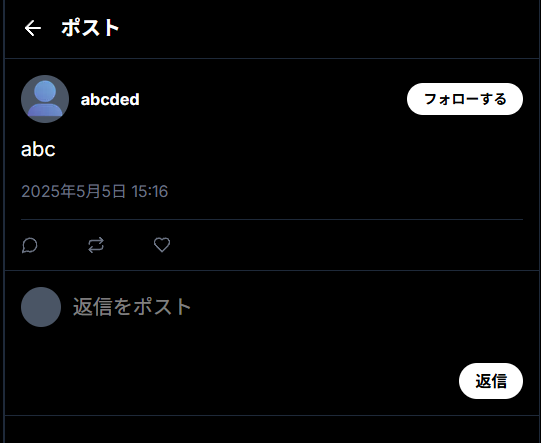 ポスト
abcded
フォローする
abc
2025年5月5日 15:16
返信をポスト
返信